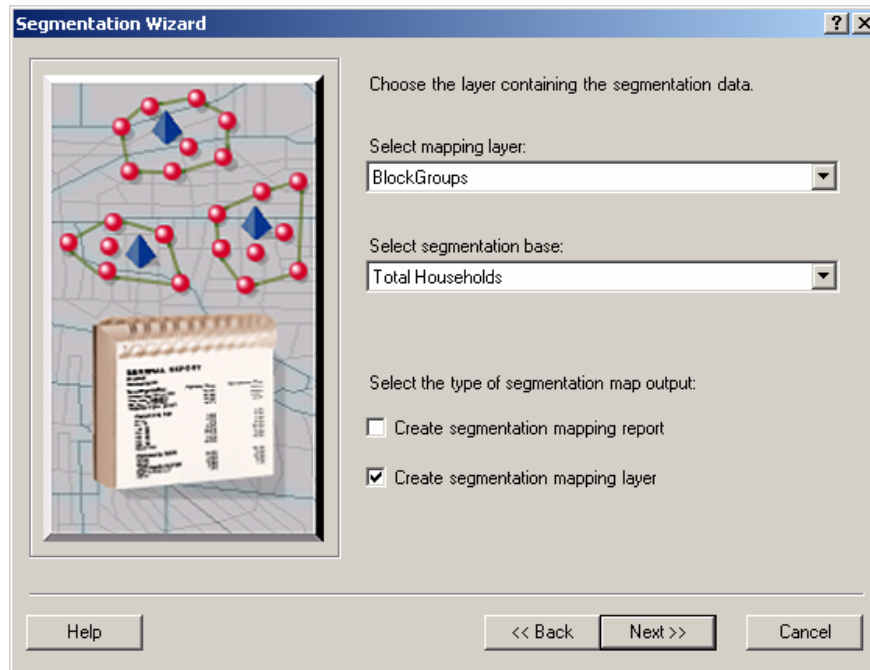 Segmentation Wizard
Choose the layer containing the segmentation data.
Select mapping layer:
BlockGroups
Select segmentation base:
Total Households
Select the type of segmentation map output:
Create segmentation mapping report
Create segmentation mapping layer
Help
<< Back
Next >>
Cancel